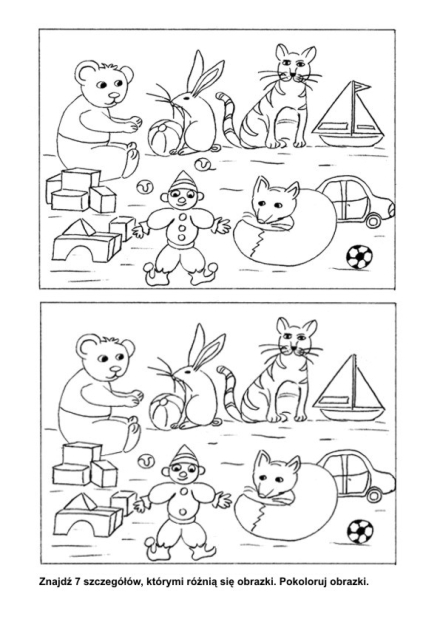 Znajdź 7 szczegółów, którymi różnią się obrazki. Pokoloruj obrazki.